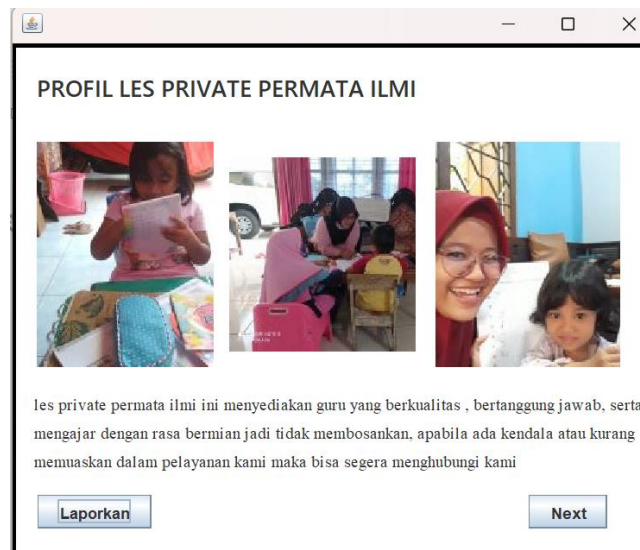 PROFIL LES PRIVATE PERMATA ILMI
les private permata ilmi ini menyediakan guru yang berkualitas , bertanggung jawab, serta
mengajar dengan rasa bermian jadi tidak membosankan, apabila ada kendala atau kurang
memuaskan dalam pelayanan kami maka bisa segera menghubungi kami
Laporkan
Next